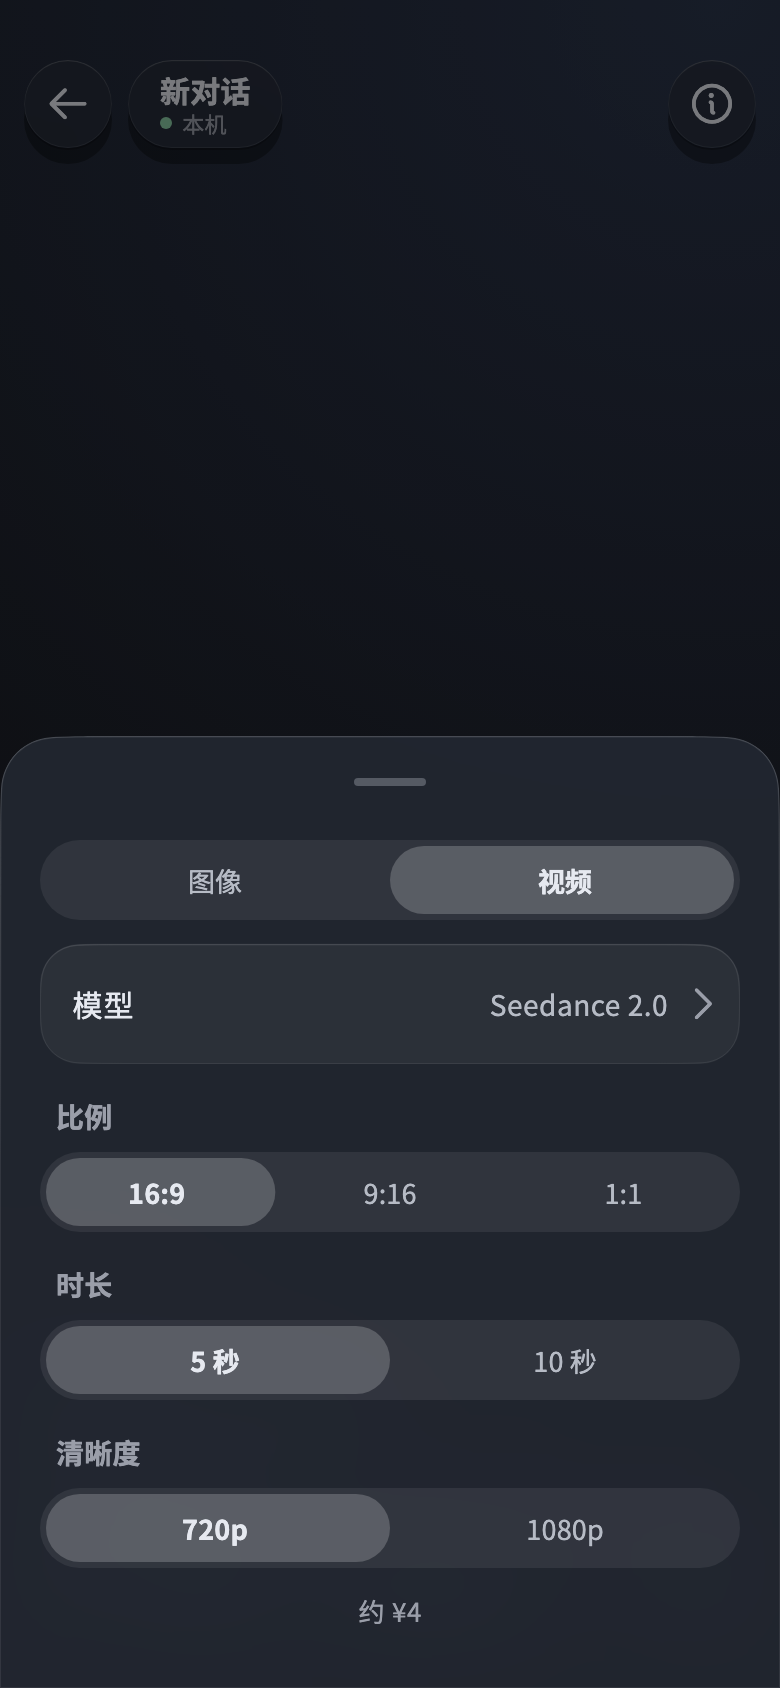 新对话
本机
图像
视频
模型
Seedance 2.0
比例
16:9
9:16
1:1
时长
5 秒
10 秒
清晰度
720p
1080p
约 ¥4